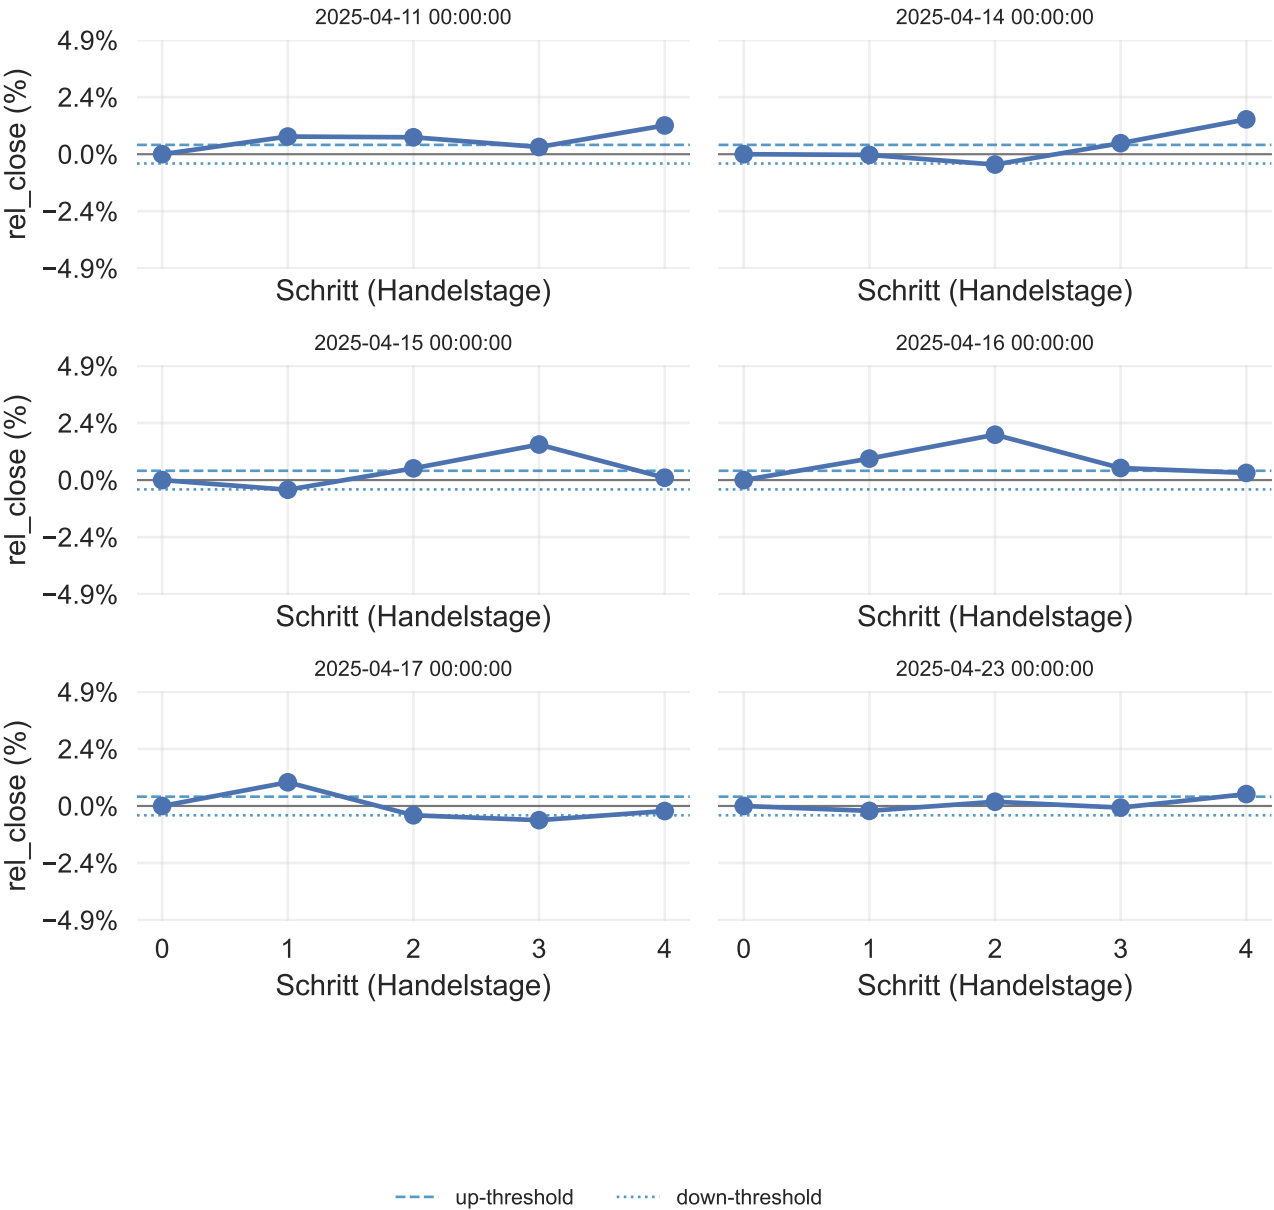 2025-04-11 00:00:00
4.9%
2.4%
0.0%
−2.4%
−4.9%
rel_close (%)
Schritt (Handelstage)
2025-04-14 00:00:00
Schritt (Handelstage)
2025-04-15 00:00:00
4.9%
2.4%
0.0%
−2.4%
−4.9%
rel_close (%)
Schritt (Handelstage)
2025-04-16 00:00:00
Schritt (Handelstage)
2025-04-17 00:00:00
4.9%
2.4%
0.0%
−2.4%
−4.9%
rel_close (%)
0 1 2 3 4
Schritt (Handelstage)
2025-04-23 00:00:00
0 1 2 3 4
Schritt (Handelstage)
up-threshold down-threshold